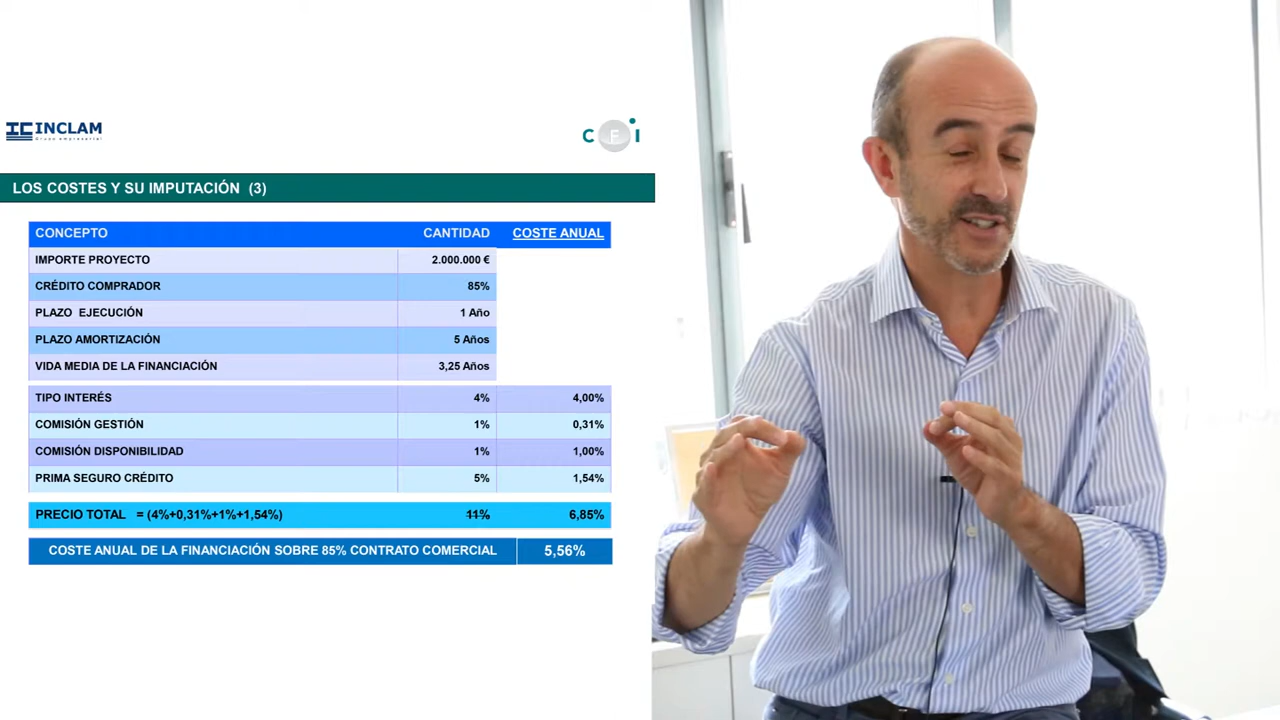 INCLAM
Grupo empresarial
C F i
LOS COSTES Y SU IMPUTACIÓN (3)
CONCEPTO CANTIDAD COSTE ANUAL
IMPORTE PROYECTO 2.000.000 €
CRÉDITO COMPRADOR 85%
PLAZO EJECUCIÓN 1 Año
PLAZO AMORTIZACIÓN 5 Años
VIDA MEDIA DE LA FINANCIACIÓN 3,25 Años
TIPO INTERÉS 4% 4,00%
COMISIÓN GESTIÓN 1% 0,31%
COMISIÓN DISPONIBILIDAD 1% 1,00%
PRIMA SEGURO CRÉDITO 5% 1,54%
PRECIO TOTAL = (4%+0,31%+1%+1,54%) 11% 6,85%
COSTE ANUAL DE LA FINANCIACIÓN SOBRE 85% CONTRATO COMERCIAL 5,56%